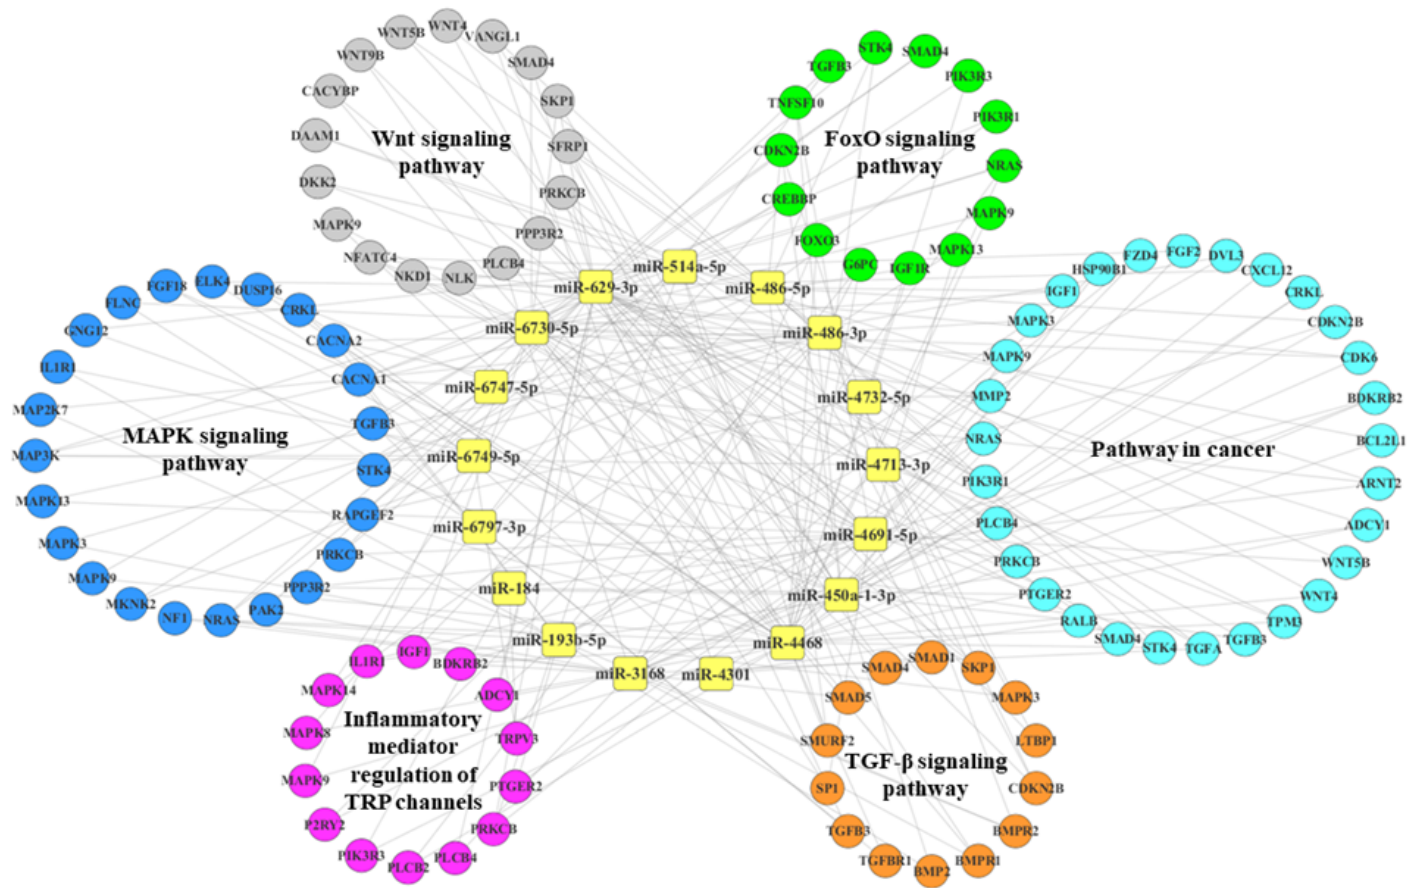 WNT4
WNT5B
VANGL1
WNT9B
SMAD4
CACYBP
SKP1
DAAM1
SFRP1
DKK2
PRKCB
MAPK9
PPP3R2
NFATC4
PLCB4
NKD1
NLK
Wnt signaling
pathway
STK4
SMAD4
TGFB3
PIK3R3
TNFSF10
PIK3R1
CDKN2B
NRAS
CREBBP
MAPK9
FOXO3
MAPK13
G6PC
IGF1R
FoxO signaling
pathway
miR-514a-5p
miR-629-3p
miR-486-5p
miR-6730-5p
miR-486-3p
miR-6747-5p
miR-4732-5p
miR-6749-5p
miR-4713-3p
miR-6797-3p
miR-4691-5p
miR-184
miR-450a-1-3p
miR-193b-5p
miR-4468
miR-3168
miR-4301
ELK4
FGF18
DUSP16
FLNC
CRKL
GNG12
CACNA2
IL1R1
CACNA1
MAP2K7
TGFB3
MAP3K
STK4
MAPK13
RAPGEF2
MAPK3
PRKCB
MAPK9
PPP3R2
MKNK2
PAK2
NF1
NRAS
MAPK signaling
pathway
FGF2
FZD4
DVL3
HSP90B1
CXCL12
IGF1
CRKL
MAPK3
CDKN2B
MAPK9
CDK6
MMP2
BDKRB2
NRAS
BCL2L1
PIK3R1
ARNT2
PLCB4
ADCY1
PRKCB
WNT5B
PTGER2
WNT4
RALB
TPM3
SMAD4
TGFB3
STK4
TGFA
Pathway in cancer
IGF1
IL1R1
BDKRB2
MAPK14
ADCY1
MAPK8
TRPV3
MAPK9
PTGER2
P2RY2
PRKCB
PIK3R3
PLCB4
PLCB2
Inflammatory
mediator
regulation of
TRP channels
SMAD1
SMAD4
SKP1
SMAD5
MAPK3
SMURF2
LTBP1
SP1
CDKN2B
TGFB3
BMPR2
TGFBR1
BMPR1
BMP2
TGF-β signaling
pathway